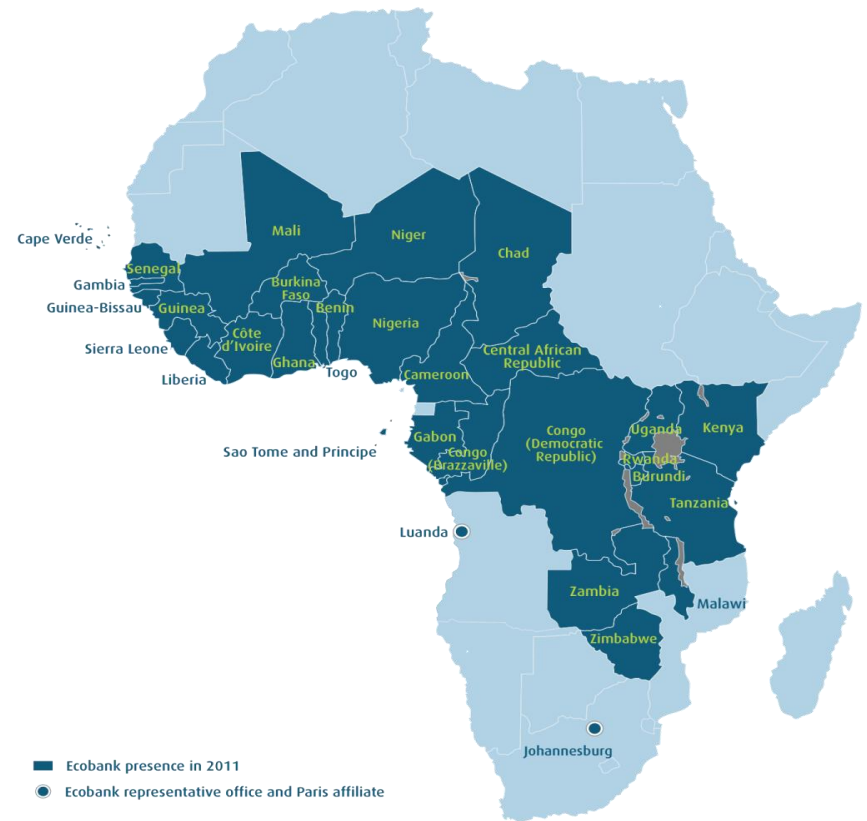 Mali
Niger
Chad
Cape Verde
Senegal
Gambia
Guinea-Bissau
Guinea
Burkina
Faso
Benin
Nigeria
Côte
d'Ivoire
Sierra Leone
Ghana
Togo
Liberia
Cameroon
Central African
Republic
Sao Tome and Principe
Gabon
Congo
(Brazzaville)
Congo
(Democratic
Republic)
Uganda
Kenya
Rwanda
Burundi
Tanzania
Luanda
Zambia
Malawi
Zimbabwe
Johannesburg
Ecobank presence in 2011
Ecobank representative office and Paris affiliate